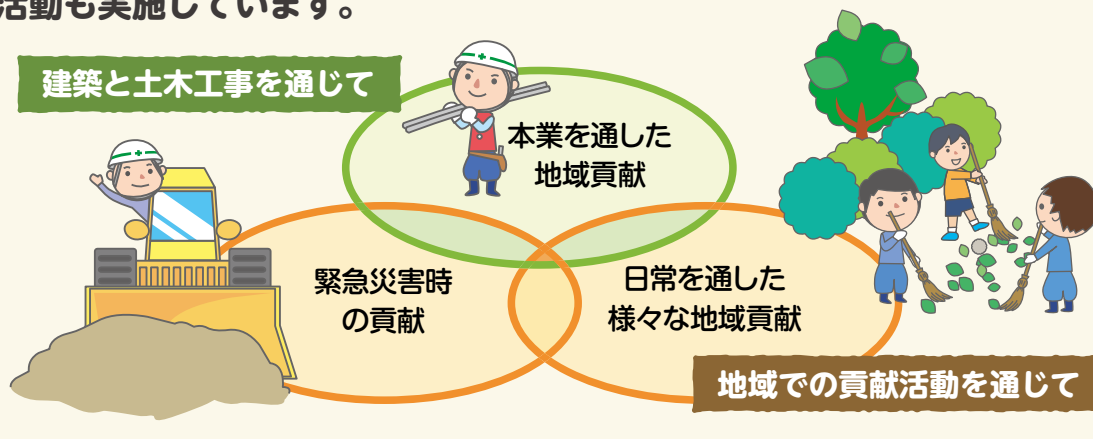 活動も実施しています。
建築と土木工事を通じて
本業を通した
地域貢献
緊急災害時
の貢献
日常を通した
様々な地域貢献
地域での貢献活動を通じて